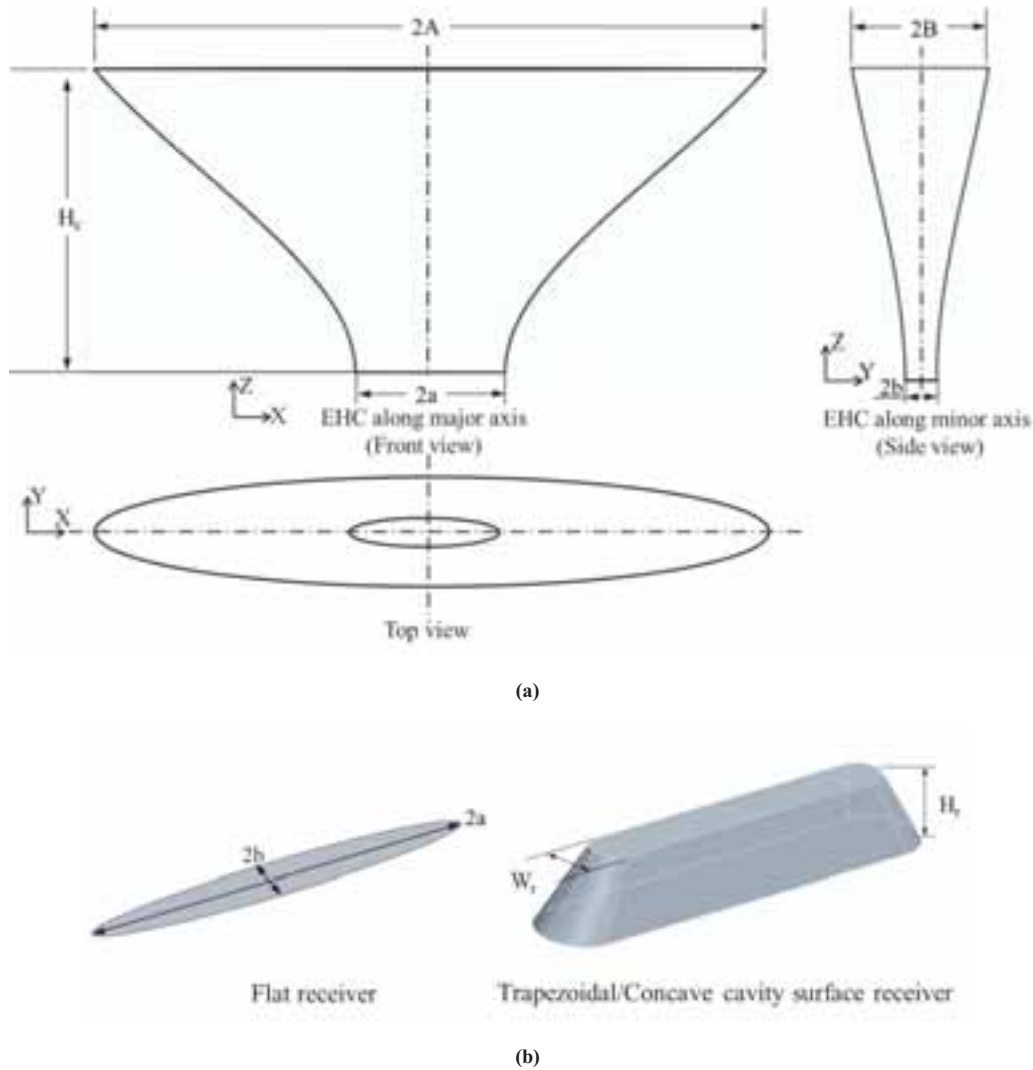 2A
2B
Hc
Z
X
2a
EHC along major axis
(Front view)
Z
Y
2b
EHC along minor axis
(Side view)
Y
X
Top view
(a)
2b
2a
Wr
Hr
Flat receiver
Trapezoidal/Concave cavity surface receiver
(b)